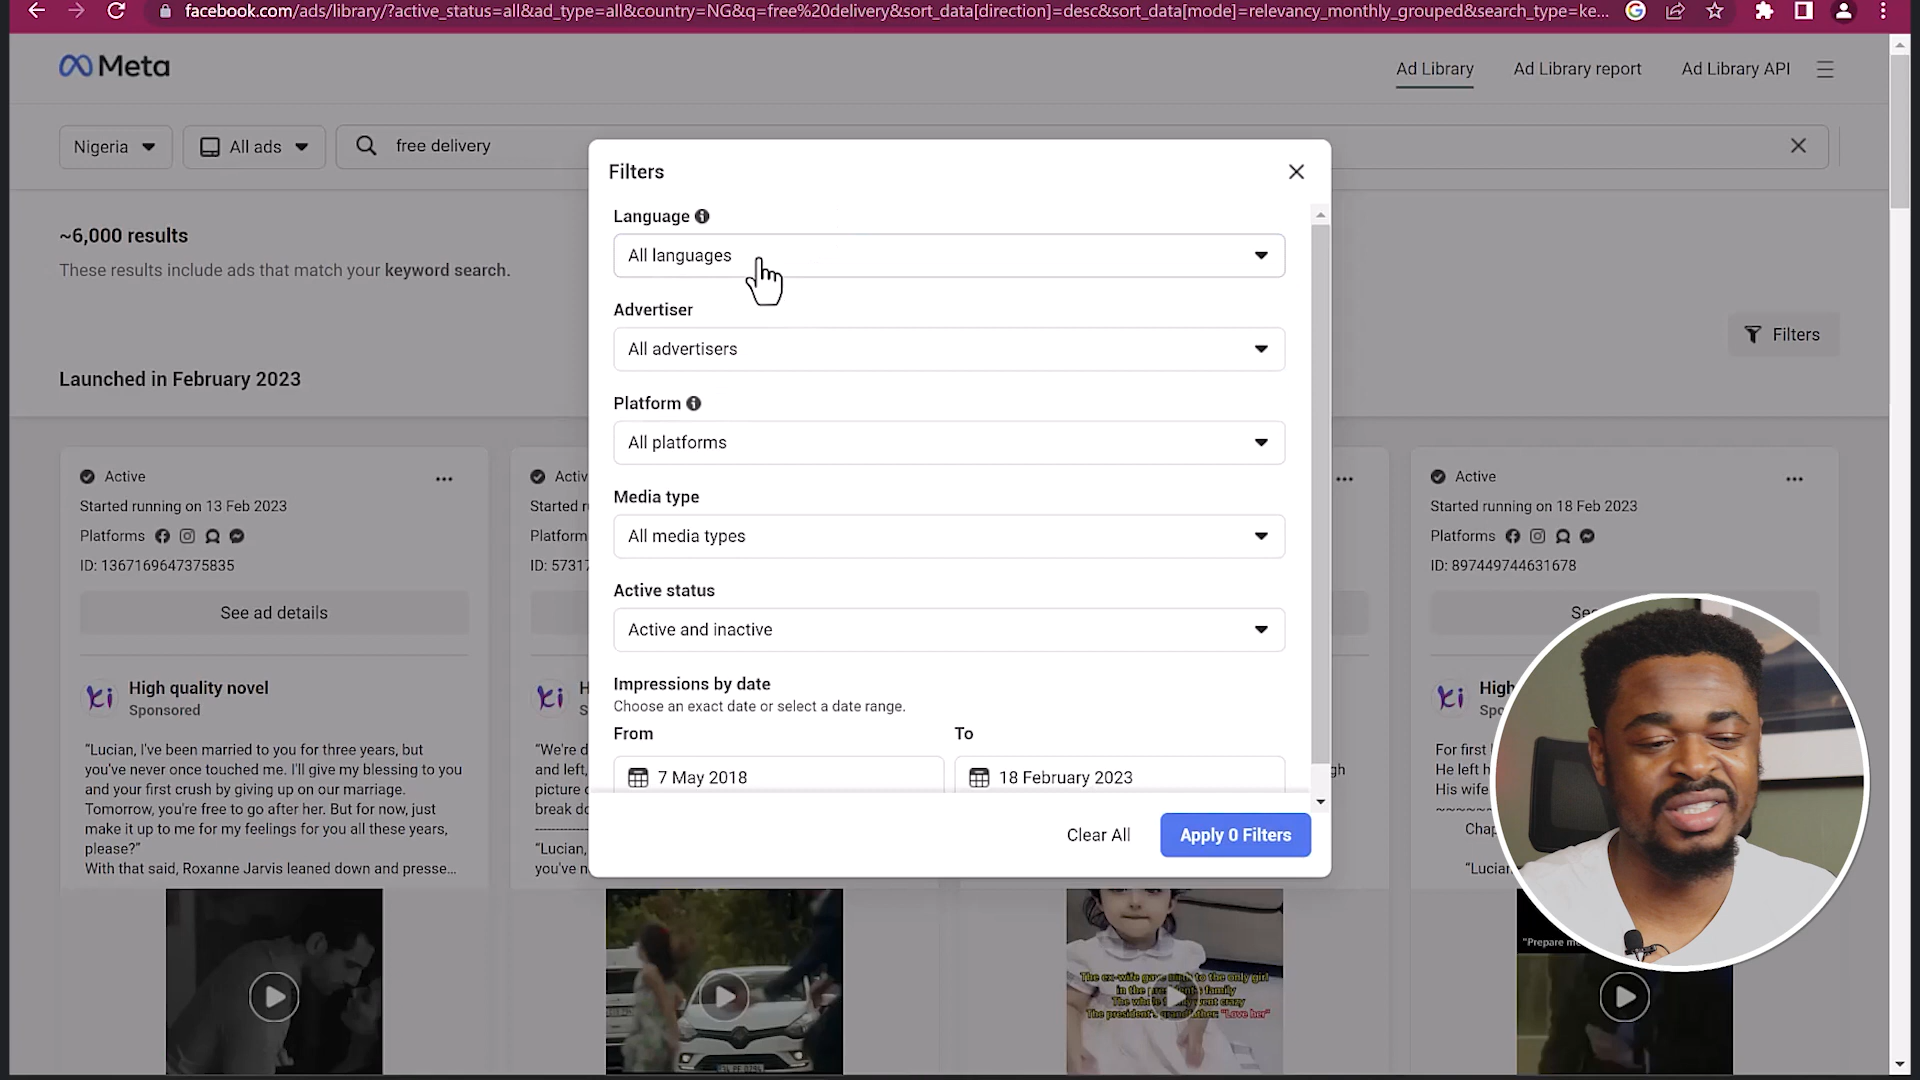 facebook.com/ads/library/?active_status=all&ad_type=all&country=NG&q=free%20delivery&sort_data[direction]=desc&sort_data[mode]=relevancy_monthly_grouped&search_type=ke...
Meta
Ad Library
Ad Library report
Ad Library API
Nigeria
All ads
free delivery
~6,000 results
These results include ads that match your keyword search.
Filters
Launched in February 2023
Filters
Language
All languages
Advertiser
All advertisers
Platform
All platforms
Media type
All media types
Active status
Active and inactive
Impressions by date
Choose an exact date or select a date range.
From
To
7 May 2018
18 February 2023
Clear All
Apply 0 Filters
Active
Started running on 13 Feb 2023
Platforms
ID: 1367169647375835
See ad details
High quality novel
Sponsored
"Lucian, I've been married to you for three years, but
you've never once touched me. I'll give my blessing to you
and your first crush by giving up on our marriage.
Tomorrow, you're free to go after her. But for now, just
make it up to me for my feelings for you all these years,
please?"
With that said, Roxanne Jarvis leaned down and presse...
Activ
Started r
Platform
ID: 5731
H
S
"We're d
and left,
picture c
break do
"Lucian,
you've n
The president's grandfather: "Love her"
Active
Started running on 18 Feb 2023
Platforms
ID: 897449744631678
See
High
Spo
For first
He left h
His wife
~~~~~~
Chap
"Lucian
"Prepare me